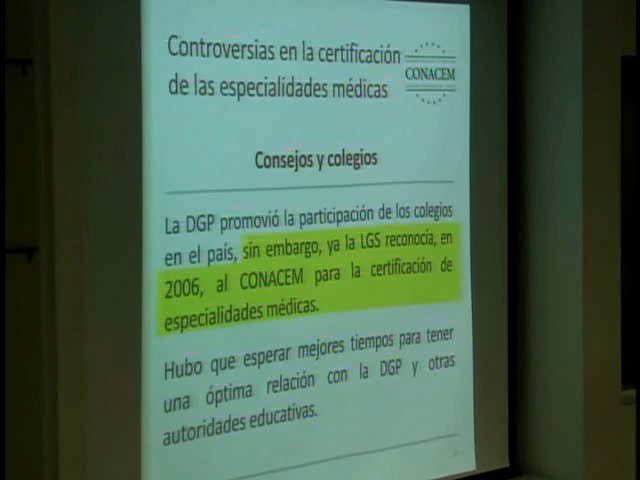 Controversias en la certificación
de las especialidades médicas
CONACEM
Consejos y colegios
La DGP promovió la participación de los colegios
en el país, sin embargo, ya la LGS reconocía, en
2006, al CONACEM para la certificación de
especialidades médicas.
Hubo que esperar mejores tiempos para tener
una óptima relación con la DGP y otras
autoridades educativas.